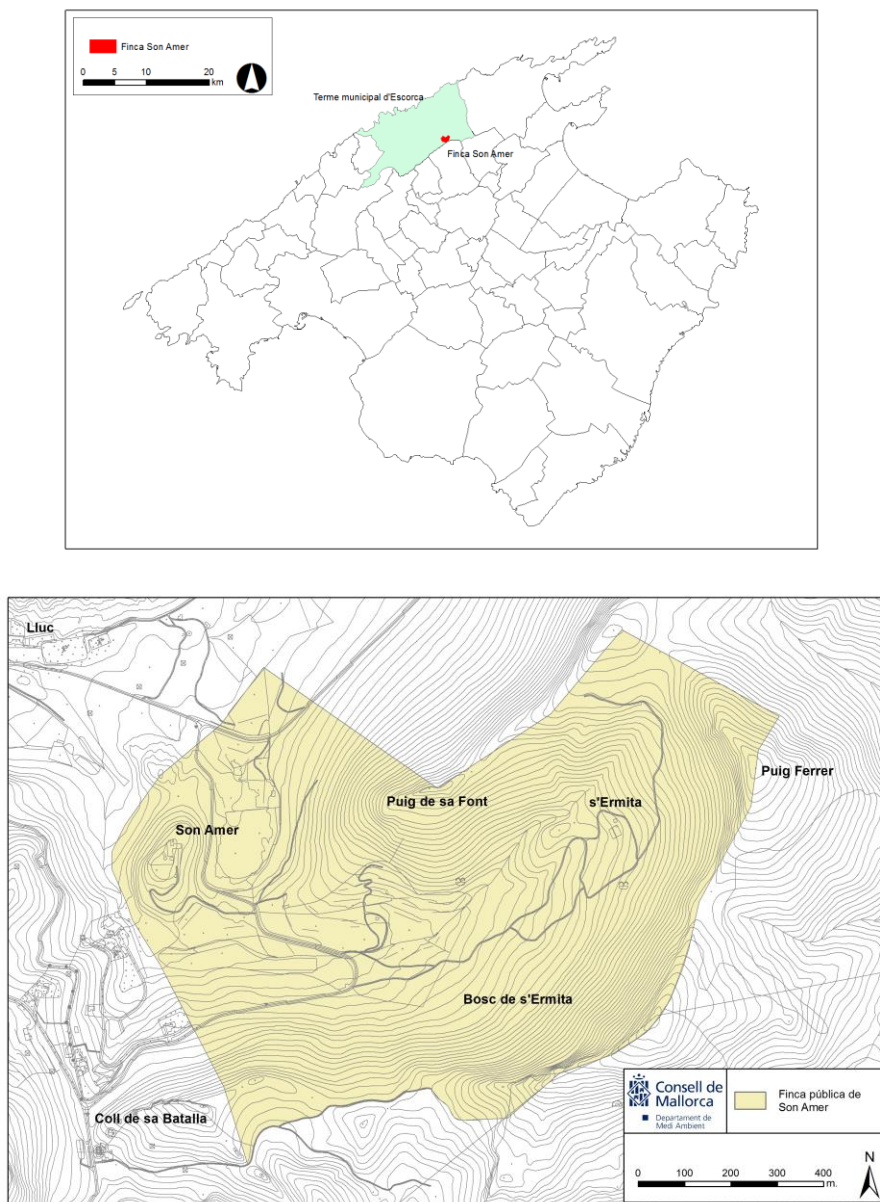 Finca Son Amer
0 5 10 20
km
Terme municipal d'Escorca
Finca Son Amer
Lluc
Puig Ferrer
Puig de sa Font
s'Ermita
Son Amer
Bosc de s'Ermita
Coll de sa Batalla
Consell de
Mallorca
Departament de
Medi Ambient
Finca pública de
Son Amer
N
0 100 200 300 400
m.